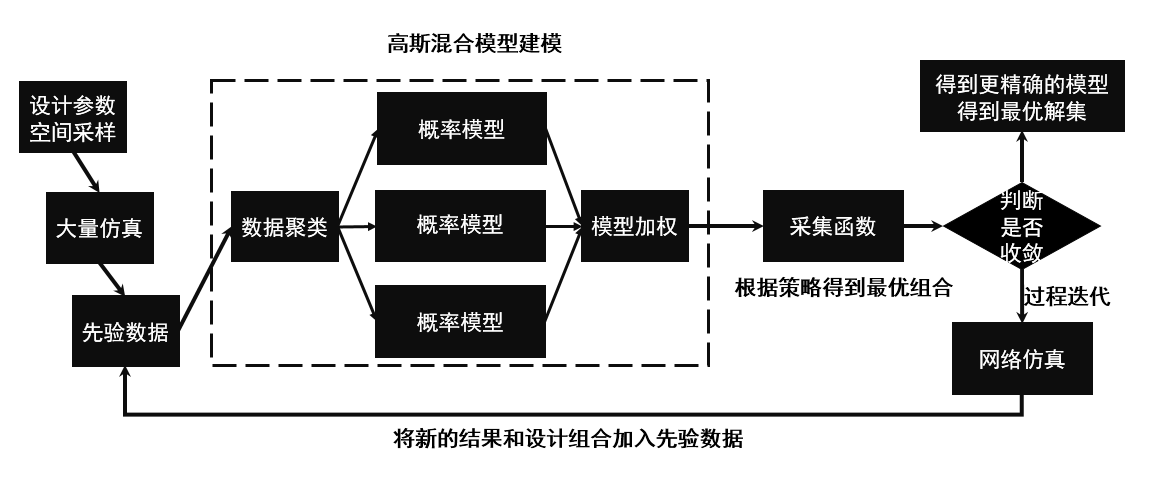 高斯混合模型建模
设计参数
空间采样
大量仿真
先验数据
数据聚类
概率模型
概率模型
概率模型
模型加权
采集函数
根据策略得到最优组合
得到更精确的模型
得到最优解集
判断
是否
收敛
过程迭代
网络仿真
将新的结果和设计组合加入先验数据